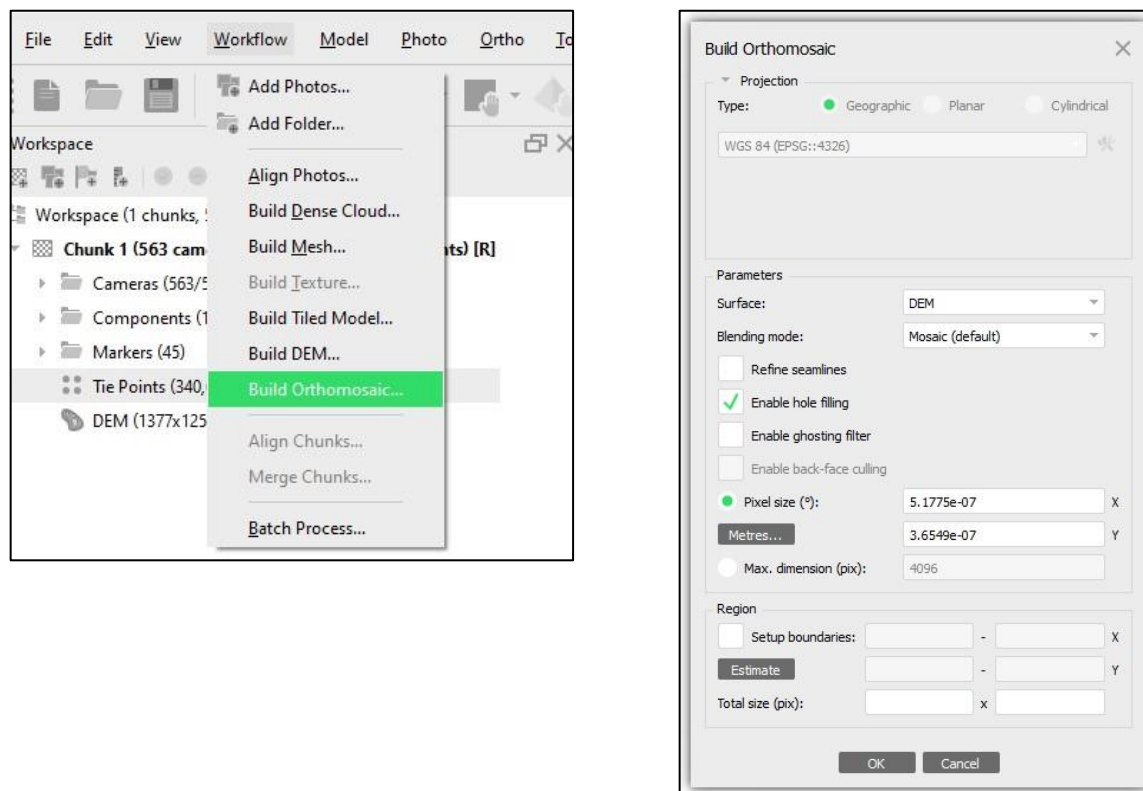 File Edit View Workflow Model Photo Ortho To
Add Photos...
Add Folder...
Workspace
Align Photos...
Build Dense Cloud...
Workspace (1 chunks,
Build Mesh...
Chunk 1 (563 cam nts) [R]
Build Texture...
Cameras (563/5
Build Tiled Model...
Components (1
Build DEM...
Markers (45)
Build Orthomosaic...
Tie Points (340,
DEM (1377x125
Align Chunks...
Merge Chunks...
Batch Process...
Build Orthomosaic
Projection
Type: Geographic Planar Cylindrical
WGS 84 (EPSG::4326)
Parameters
Surface: DEM
Blending mode: Mosaic (default)
Refine seamlines
Enable hole filling
Enable ghosting filter
Enable back-face culling
Pixel size (°): 5.1775e-07 X
Metres... 3.6549e-07 Y
Max. dimension (pix): 4096
Region
Setup boundaries: - X
Estimate - Y
Total size (pix): x
OK Cancel